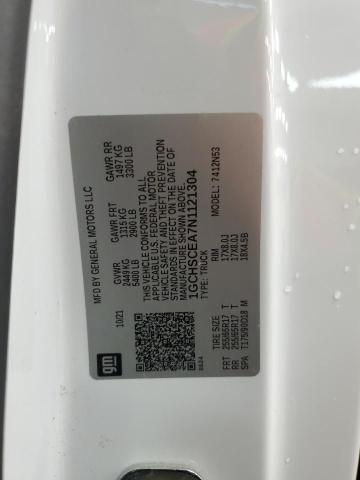 MFD BY GENERAL MOTORS LLC
10/21
GVWR
2449 KG
5400 LB
GAWR FRT
1315 KG
2900 LB
GAWR RR
1497 KG
3300 LB
THIS VEHICLE CONFORMS TO ALL
APPLICABLE U.S. FEDERAL MOTOR
VEHICLE SAFETY AND THEFT PREVENTION
STANDARDS IN EFFECT ON THE DATE OF
MANUFACTURE SHOWN ABOVE.
1GCHSCEA7N1121304
TYPE: TRUCK
MODEL: 7412N53
gm
0524
TIRE SIZE RIM
FRT 255/65R17 T 17X8.0J
RR 255/65R17 T 17X8.0J
SPA T175/90D18 M 18X4.5B